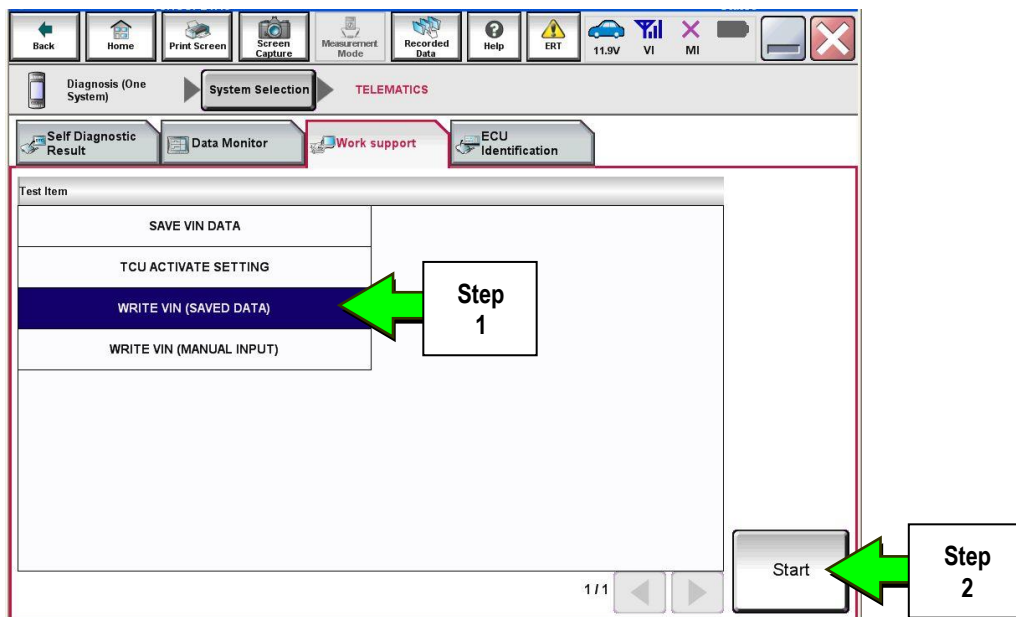 Back
Home
Print Screen
Screen
Capture
Measurement
Mode
Recorded
Data
Help
ERT
11.9V
VI
MI
Diagnosis (One
System)
System Selection
TELEMATICS
Self Diagnostic
Result
Data Monitor
Work support
ECU
Identification
Test Item
SAVE VIN DATA
TCU ACTIVATE SETTING
WRITE VIN (SAVED DATA)
Step
1
WRITE VIN (MANUAL INPUT)
1/1
Start
Step
2